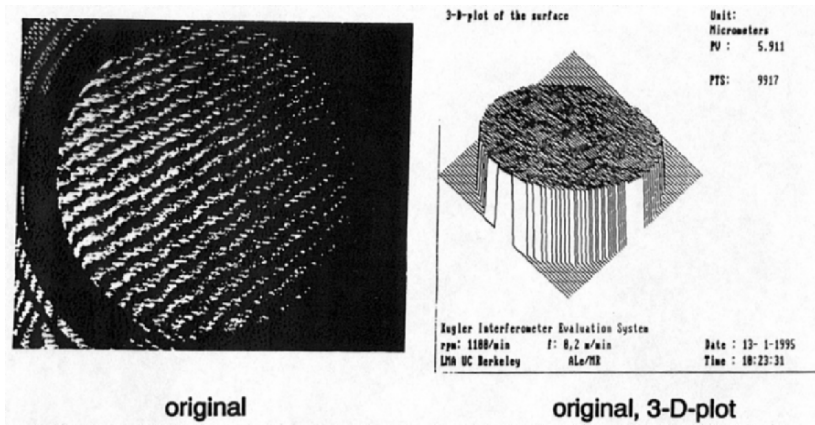 3-D-plot of the surface
Unit:
Micrometers
PV : 5.911
PTS: 9917
Kugler Interferometer Evaluation System
rpm: 1100/min f: 0,2 m/min Date : 13- 1-1995
LMA UC Berkeley ALe/MR Time : 10:23:31
original
original, 3-D-plot